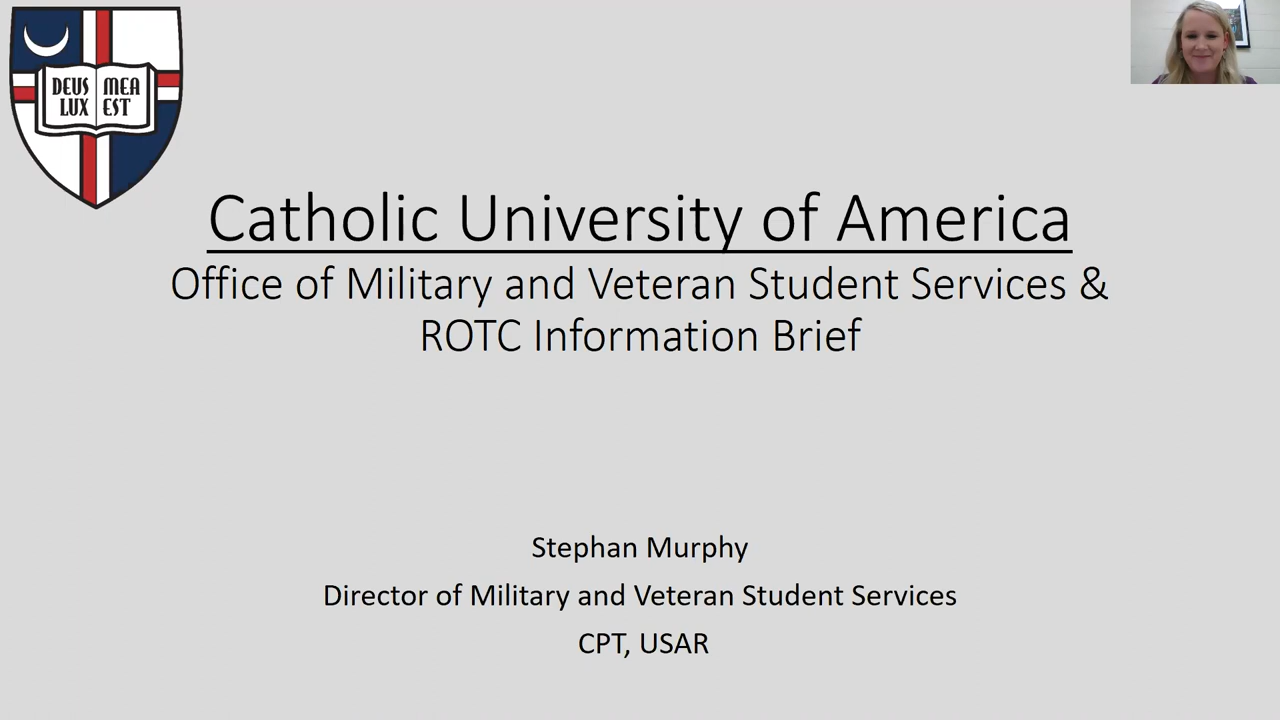 DEUS MEA
LUX EST
Catholic University of America
Office of Military and Veteran Student Services &
ROTC Information Brief
Stephan Murphy
Director of Military and Veteran Student Services
CPT, USAR